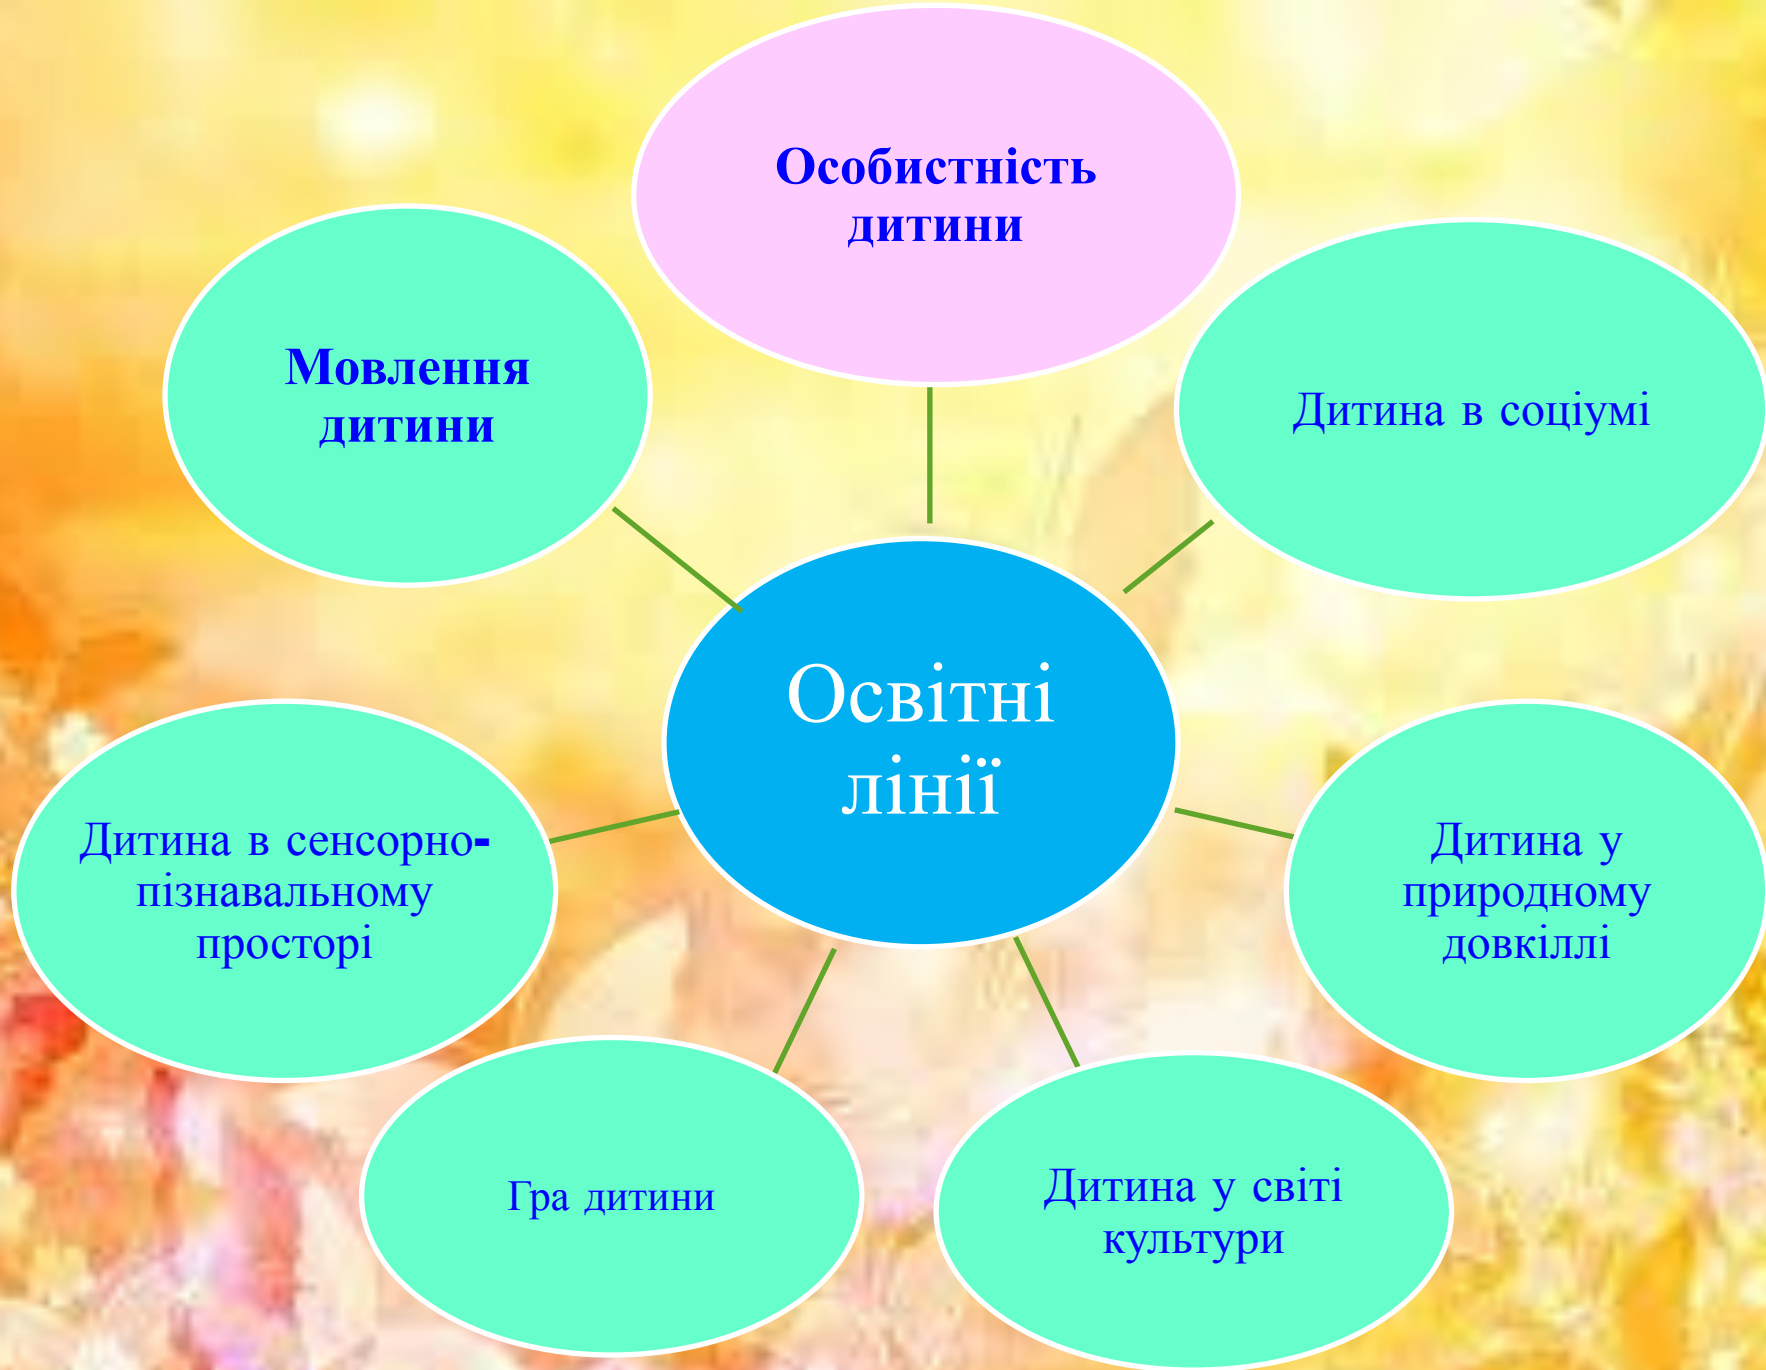 Особистність
дитини
Мовлення
дитини
Дитина в соціумі
Освітні
лінії
Дитина в сенсорно-
пізнавальному
просторі
Дитина у
природному
довкіллі
Гра дитини
Дитина у світі
культури